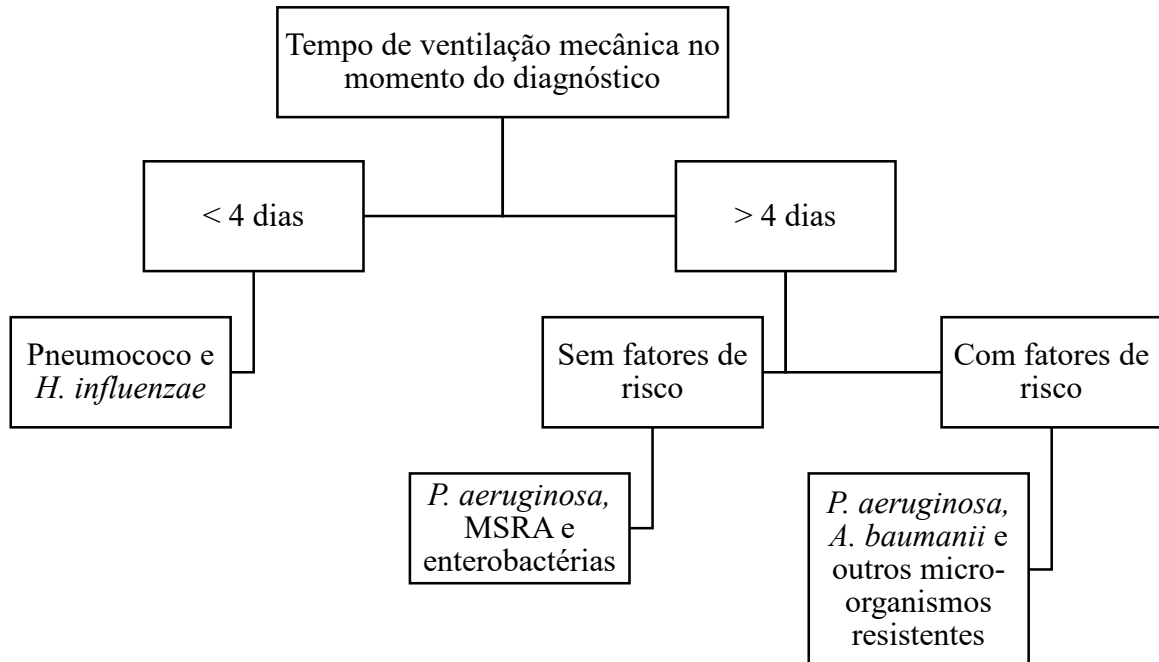 Tempo de ventilação mecânica no
momento do diagnóstico
< 4 dias
> 4 dias
Pneumococo e
H. influenzae
Sem fatores de
risco
Com fatores de
risco
P. aeruginosa,
MSRA e
enterobactérias
P. aeruginosa,
A. baumanii e
outros micro-
organismos
resistentes